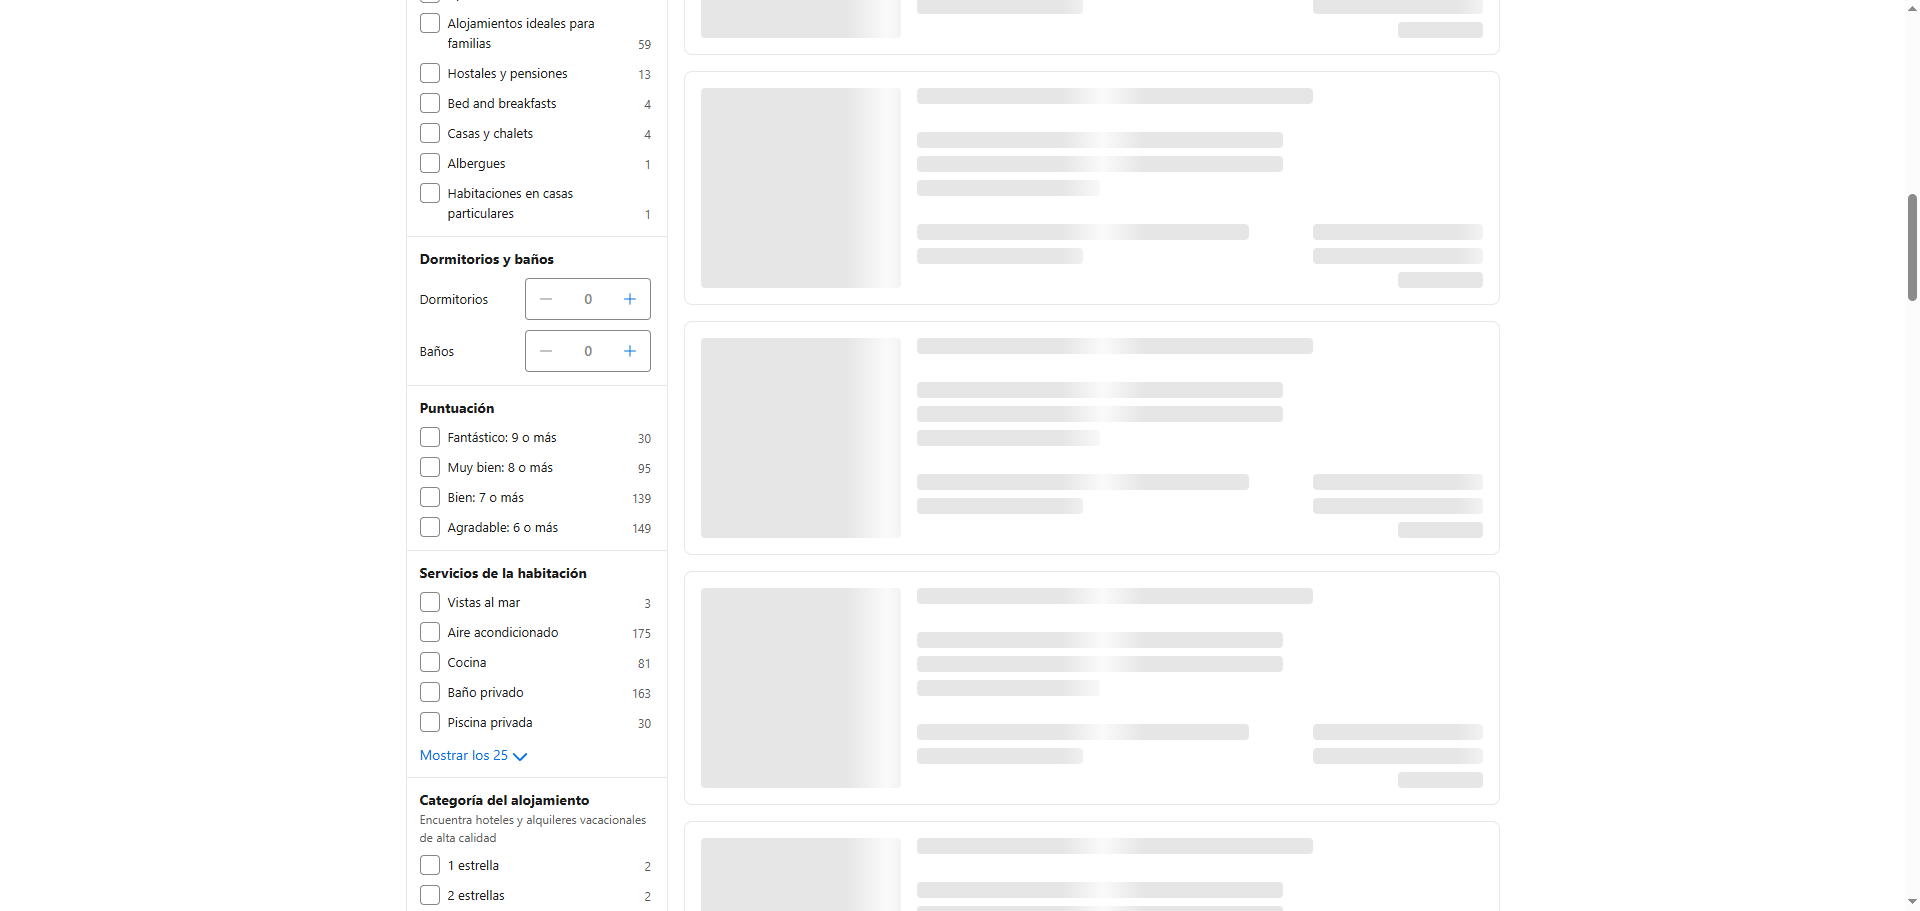 Alojamientos ideales para
familias 59
Hostales y pensiones 13
Bed and breakfasts 4
Casas y chalets 4
Albergues 1
Habitaciones en casas
particulares 1
Dormitorios y baños
Dormitorios 0
Baños 0
Puntuación
Fantástico: 9 o más 30
Muy bien: 8 o más 95
Bien: 7 o más 139
Agradable: 6 o más 149
Servicios de la habitación
Vistas al mar 3
Aire acondicionado 175
Cocina 81
Baño privado 163
Piscina privada 30
Mostrar los 25
Categoría del alojamiento
Encuentra hoteles y alquileres vacacionales
de alta calidad
1 estrella 2
2 estrellas 2